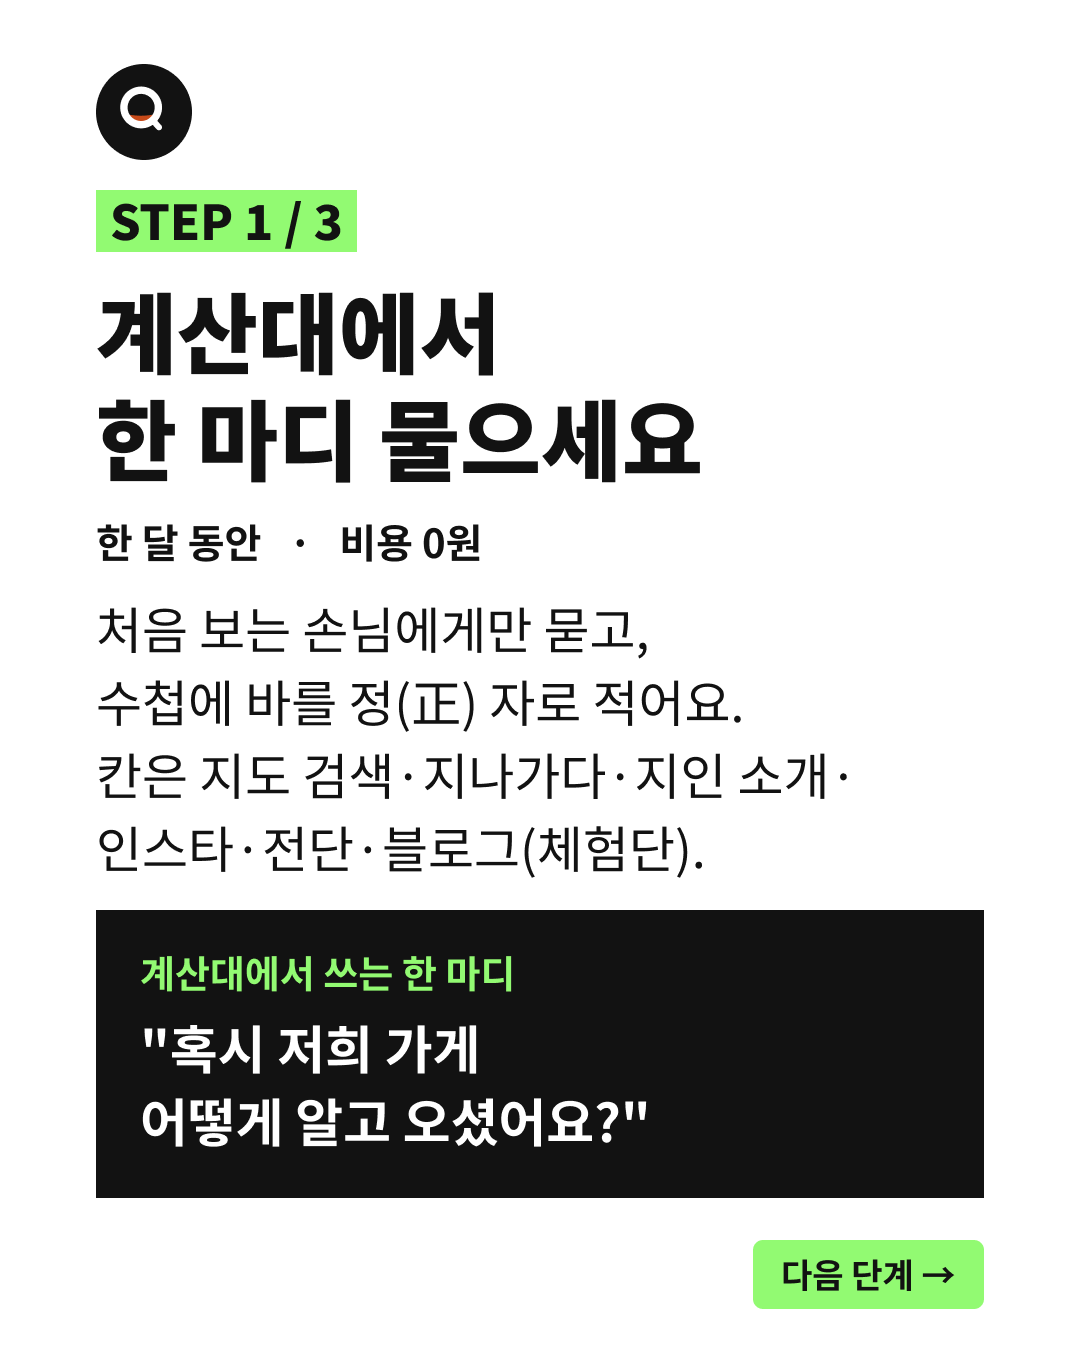 STEP 1 / 3
계산대에서
한 마디 물으세요
한 달 동안 · 비용 0원
처음 보는 손님에게만 묻고,
수첩에 바를 정(正) 자로 적어요.
칸은 지도 검색·지나가다·지인 소개·
인스타·전단·블로그(체험단).
계산대에서 쓰는 한 마디
"혹시 저희 가게
어떻게 알고 오셨어요?"
다음 단계 →